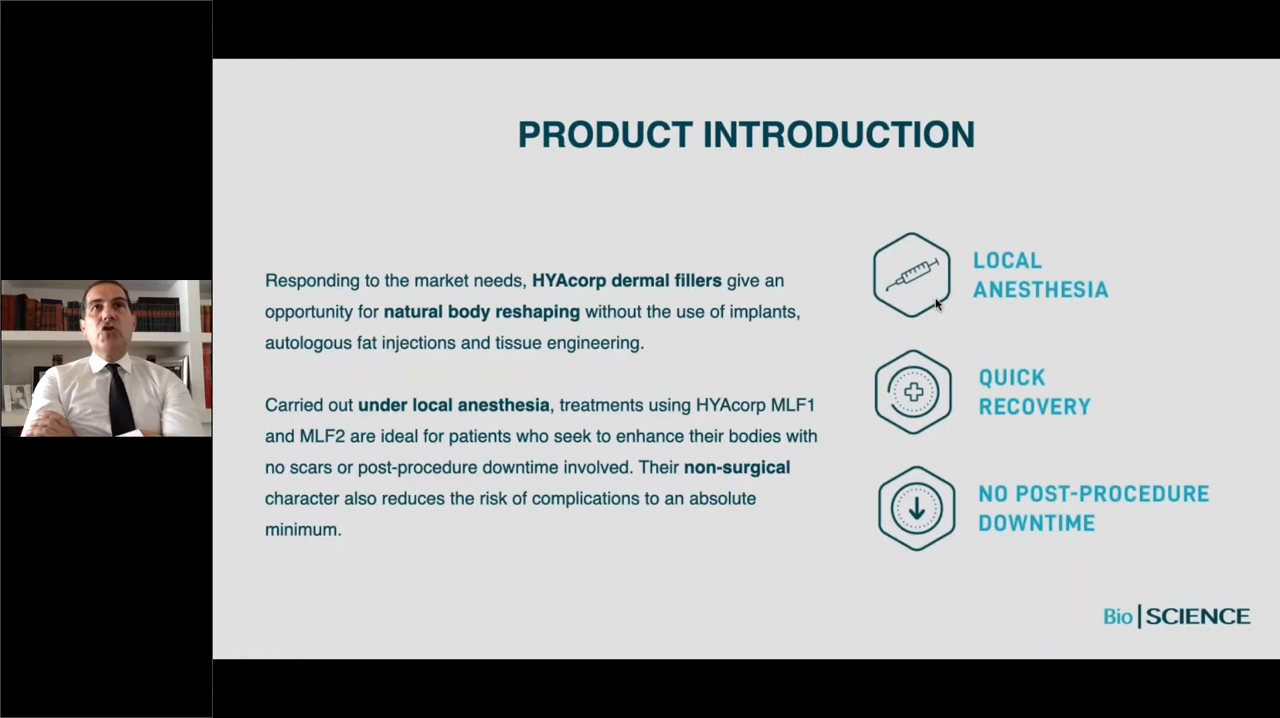 PRODUCT INTRODUCTION
Responding to the market needs, HYAcorp dermal fillers give an
opportunity for natural body reshaping without the use of implants,
autologous fat injections and tissue engineering.
Carried out under local anesthesia, treatments using HYAcorp MLF1
and MLF2 are ideal for patients who seek to enhance their bodies with
no scars or post-procedure downtime involved. Their non-surgical
character also reduces the risk of complications to an absolute
minimum.
LOCAL
ANESTHESIA
QUICK
RECOVERY
NO POST-PROCEDURE
DOWNTIME
Bio|SCIENCE